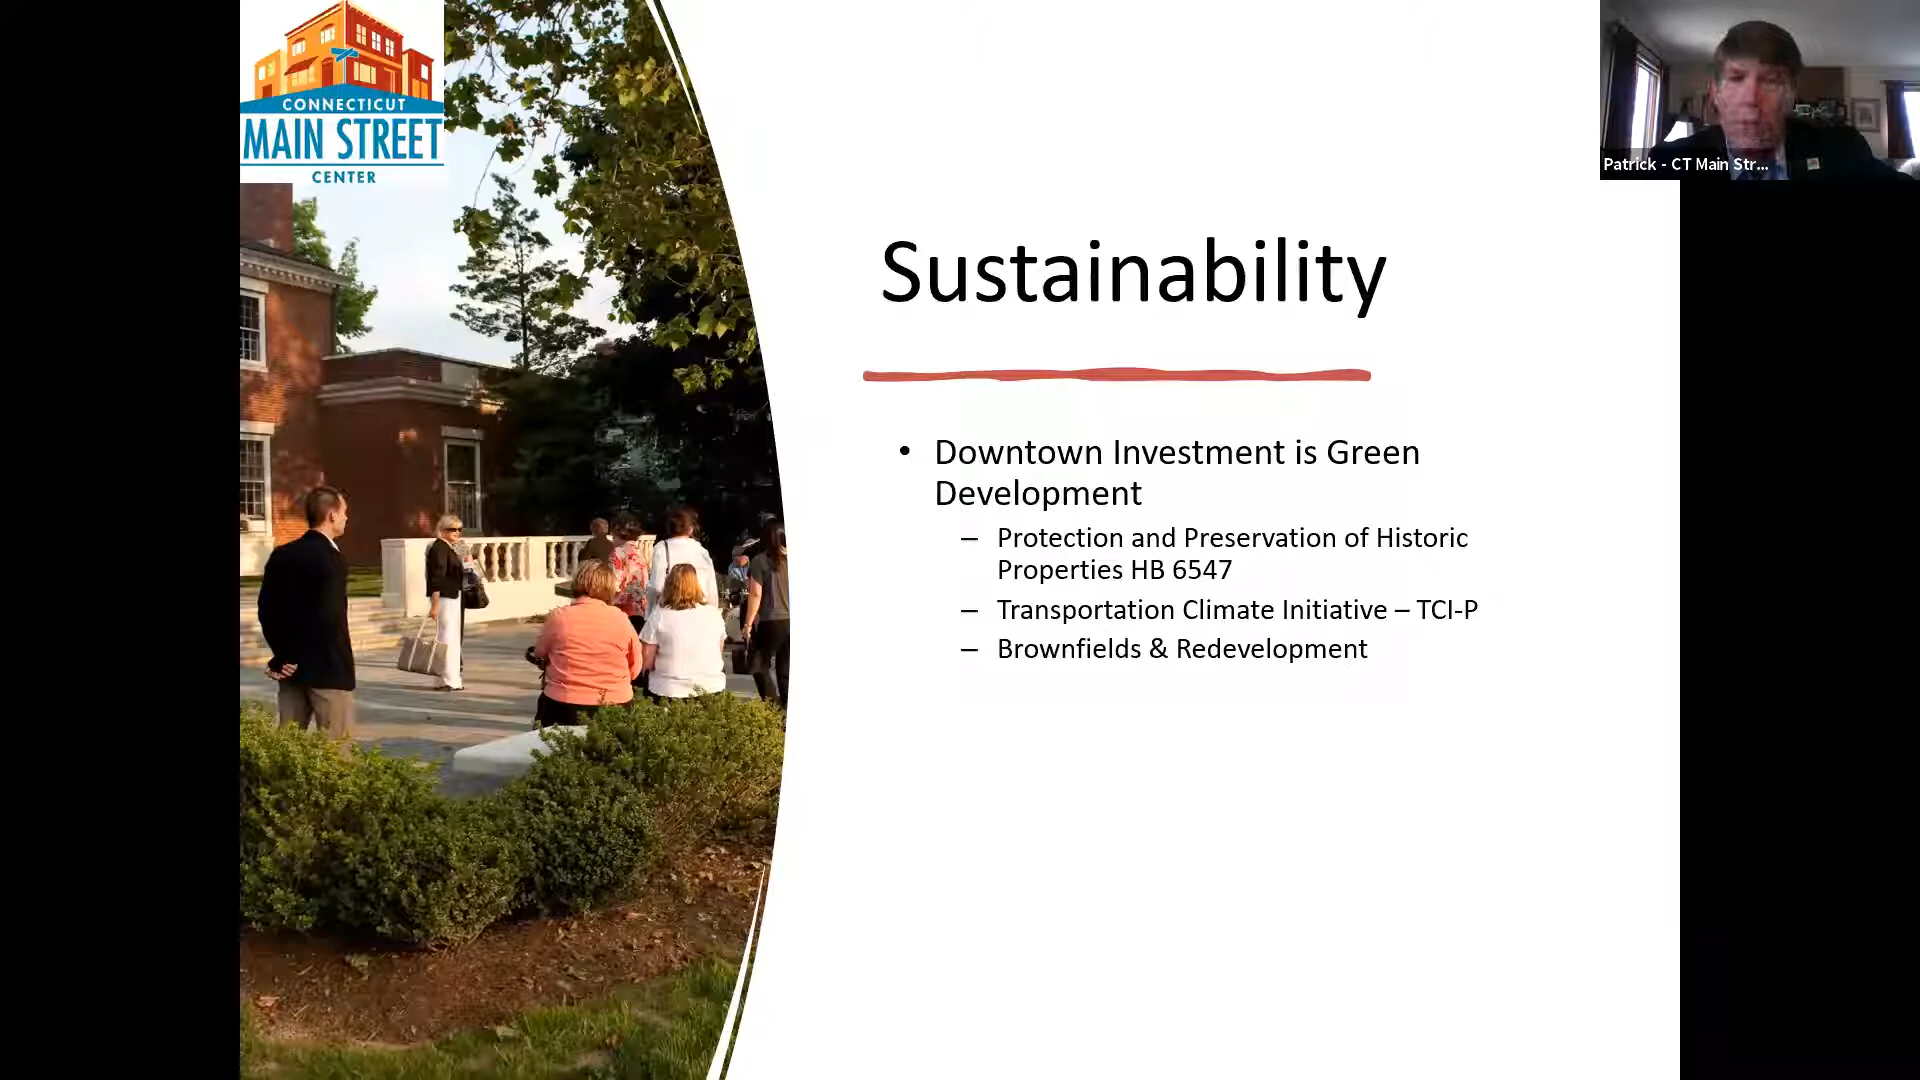 CONNECTICUT
MAIN STREET
CENTER
Patrick - CT Main Str...
Sustainability
• Downtown Investment is Green
Development
– Protection and Preservation of Historic
Properties HB 6547
– Transportation Climate Initiative – TCI-P
– Brownfields & Redevelopment